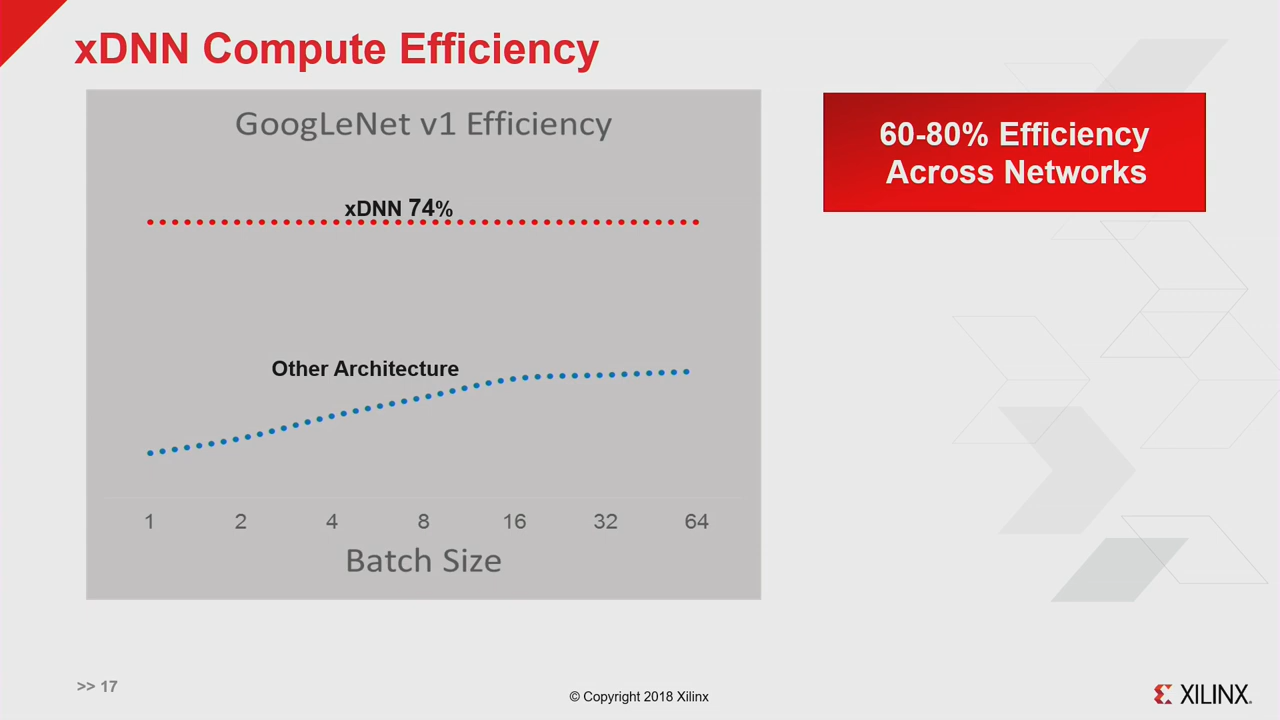 xDNN Compute Efficiency
GoogLeNet v1 Efficiency
60-80% Efficiency
Across Networks
xDNN 74%
Other Architecture
1 2 4 8 16 32 64
Batch Size
>> 17
© Copyright 2018 Xilinx
XILINX.